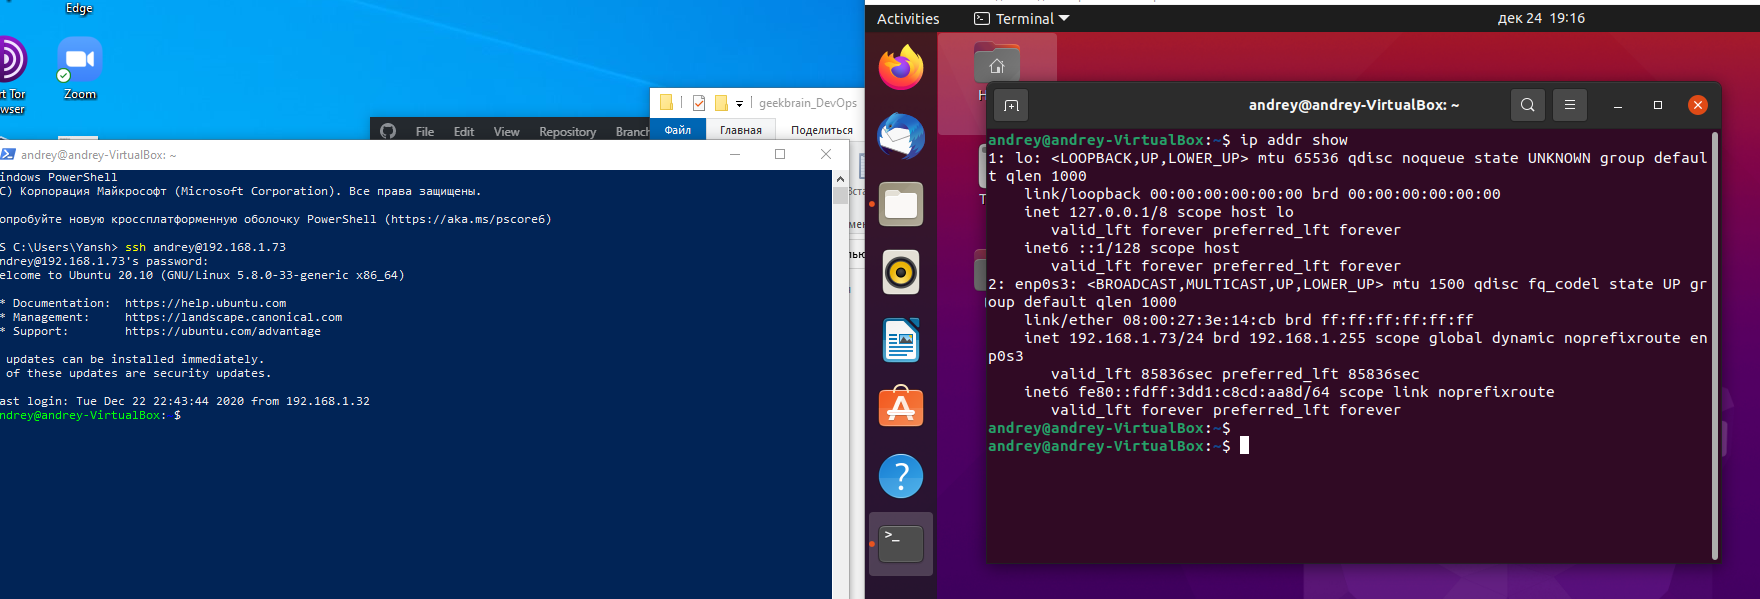 Edge
rt Tor
wser
Zoom
File Edit View Repository Branch
geekbrain_DevOps
Файл Главная Поделиться
andrey@andrey-VirtualBox: ~
indows PowerShell
C) Корпорация Майкрософт (Microsoft Corporation). Все права защищены.
опробуйте новую кроссплатформенную оболочку PowerShell (https://aka.ms/pscore6)
S C:\Users\Yansh> ssh andrey@192.168.1.73
ndrey@192.168.1.73's password:
elcome to Ubuntu 20.10 (GNU/Linux 5.8.0-33-generic x86_64)
* Documentation:  https://help.ubuntu.com
* Management:     https://landscape.canonical.com
* Support:        https://ubuntu.com/advantage
updates can be installed immediately.
of these updates are security updates.
ast login: Tue Dec 22 22:43:44 2020 from 192.168.1.32
ndrey@andrey-VirtualBox: $
Activities Terminal дек 24 19:16
andrey@andrey-VirtualBox: ~
andrey@andrey-VirtualBox:~$ ip addr show
1: lo: <LOOPBACK,UP,LOWER_UP> mtu 65536 qdisc noqueue state UNKNOWN group defaul
t qlen 1000
link/loopback 00:00:00:00:00:00 brd 00:00:00:00:00:00
inet 127.0.0.1/8 scope host lo
valid_lft forever preferred_lft forever
inet6 ::1/128 scope host
valid_lft forever preferred_lft forever
2: enp0s3: <BROADCAST,MULTICAST,UP,LOWER_UP> mtu 1500 qdisc fq_codel state UP gr
oup default qlen 1000
link/ether 08:00:27:3e:14:cb brd ff:ff:ff:ff:ff:ff
inet 192.168.1.73/24 brd 192.168.1.255 scope global dynamic noprefixroute en
p0s3
valid_lft 85836sec preferred_lft 85836sec
inet6 fe80::fdff:3dd1:c8cd:aa8d/64 scope link noprefixroute
valid_lft forever preferred_lft forever
andrey@andrey-VirtualBox:~$
andrey@andrey-VirtualBox:~$